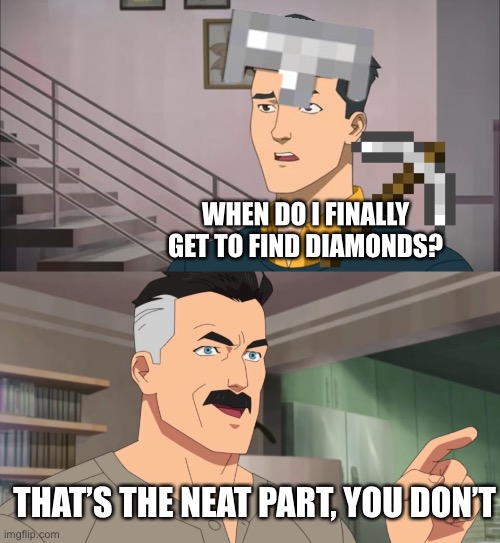 WHEN DO I FINALLY
GET TO FIND DIAMONDS?
THAT'S THE NEAT PART, YOU DON'T
imgflip.com